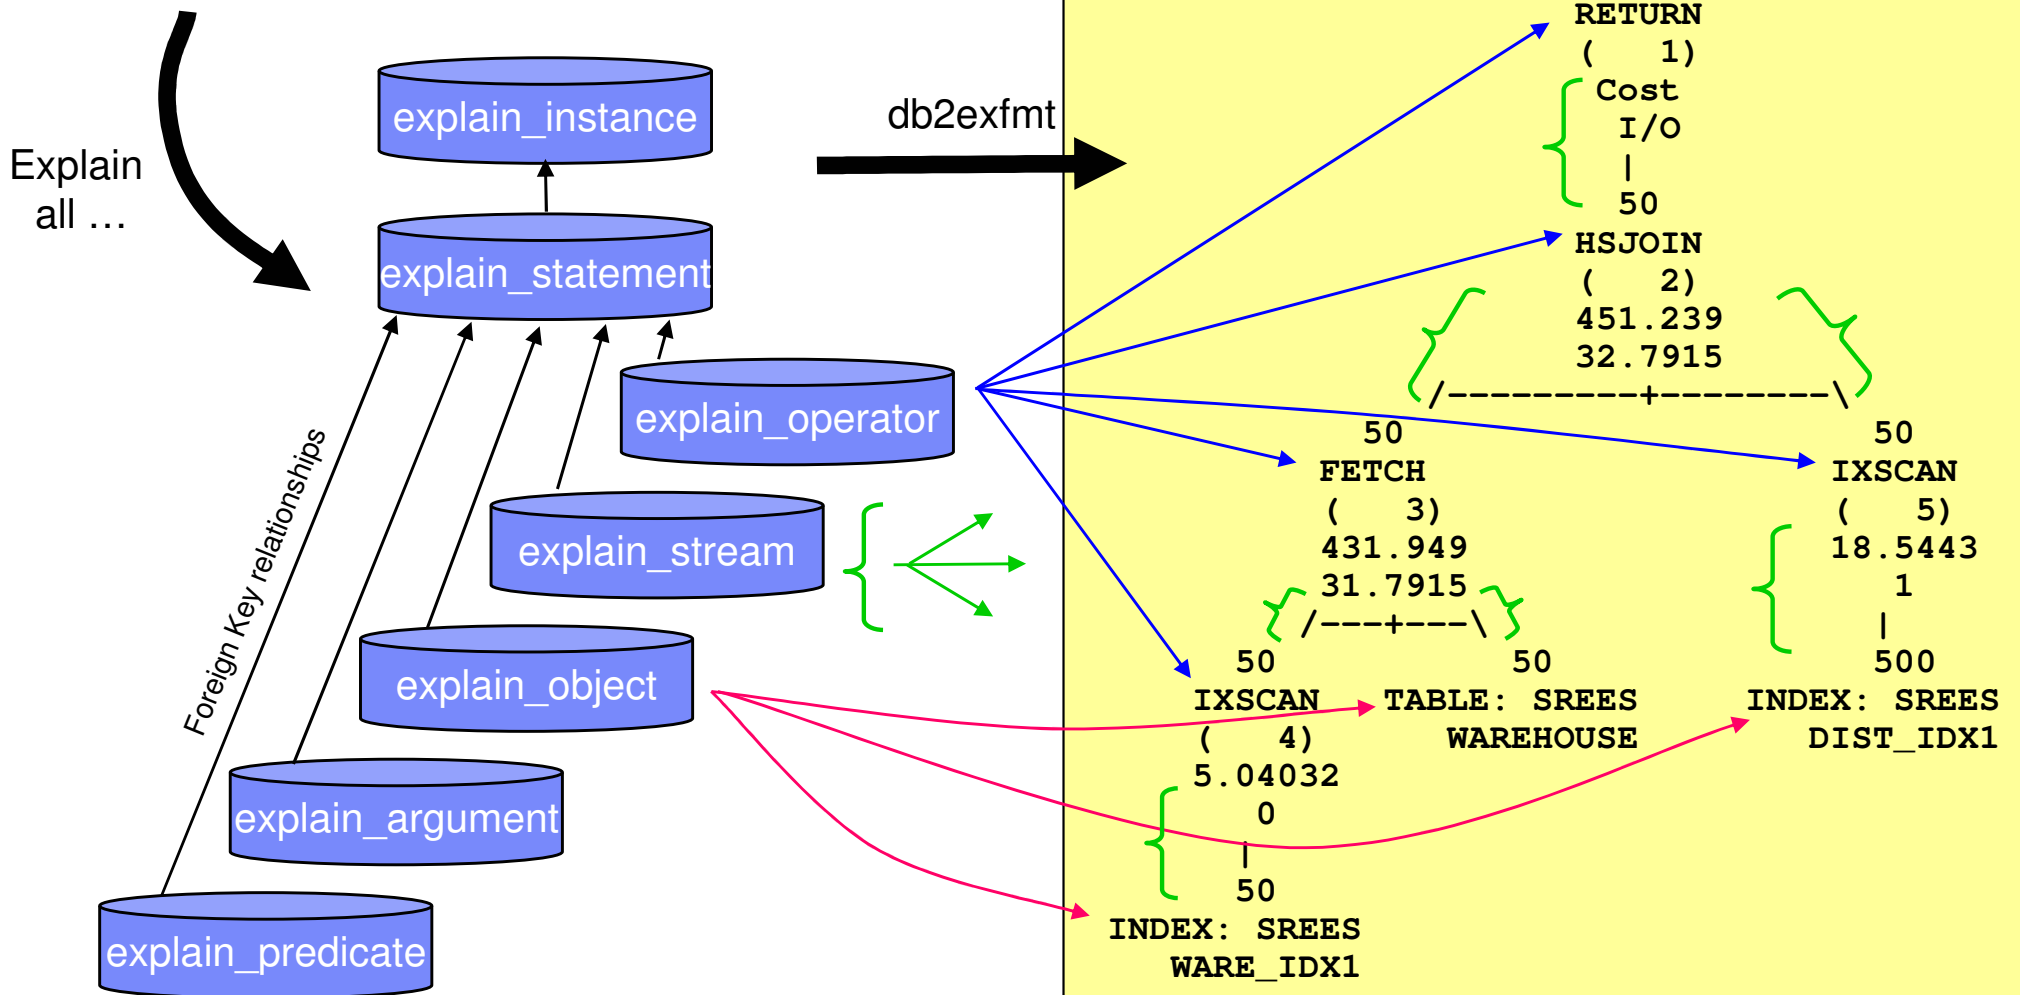 Explain
all …
explain_instance
explain_statement
explain_operator
explain_stream
explain_object
explain_argument
explain_predicate
Foreign Key relationships
db2exfmt
RETURN
(   1)
Cost
I/O
|
50
HSJOIN
(   2)
451.239
32.7915
/---------+--------\
50 50
FETCH IXSCAN
(   3) (   5)
431.949 18.5443
31.7915 1
/---+---\ |
50 50 500
IXSCAN TABLE: SREES INDEX: SREES
(   4) WAREHOUSE DIST_IDX1
5.04032
0
|
50
INDEX: SREES
WARE_IDX1